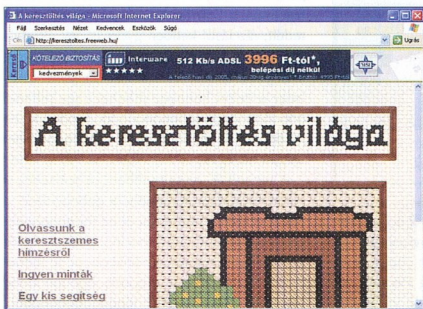 A keresztöltés világa - Microsoft Internet Explorer
Fájl Szerkesztés Nézet Kedvencek Eszközök Súgó
Cím http://keresztoltes.freeweb.hu/ Ugrás
Keresés
KÖTELEZŐ BIZTOSÍTÁS
kedvezmények
Interware
512 Kb/s ADSL 3996 Ft-tól*,
belépési díj nélkül
A keresztöltés világa
Olvassunk a
keresztszemes
hímzésről
Ingyen minták
Egy kis segítség